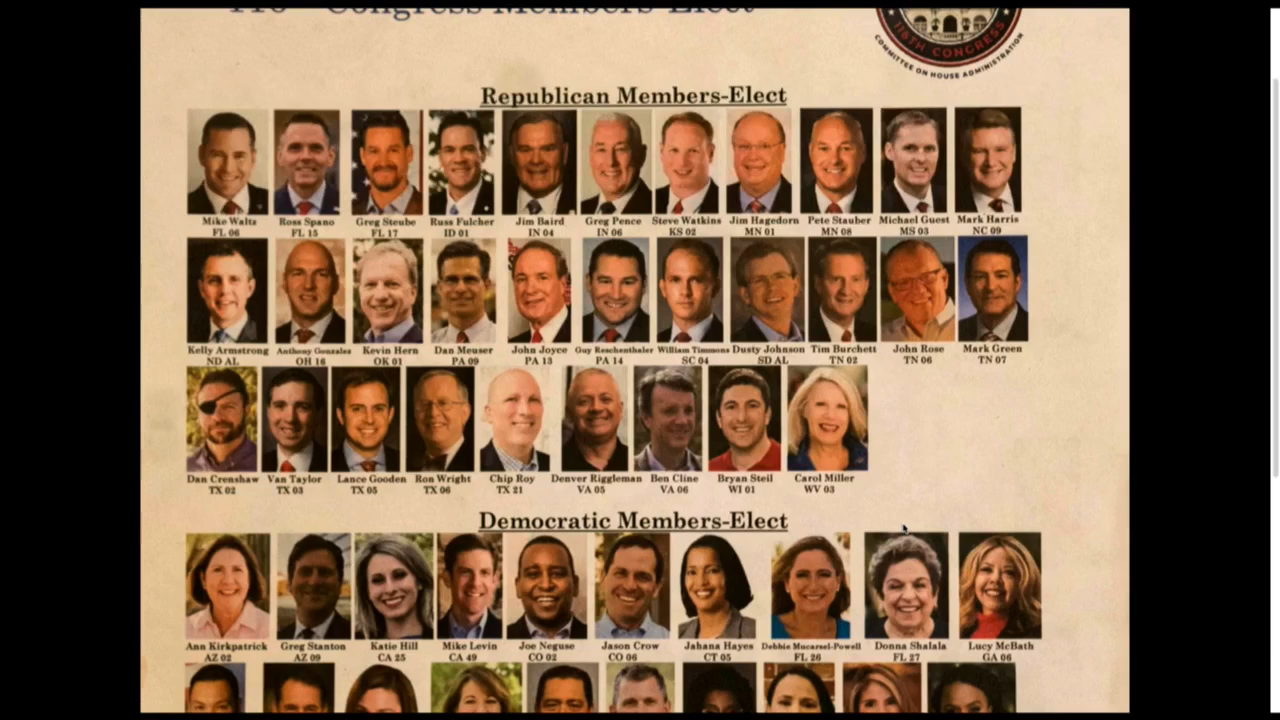 116th Congress Members-Elect
116TH CONGRESS
COMMITTEE ON HOUSE ADMINISTRATION
Republican Members-Elect
Mike Waltz Ross Spano Greg Steube Russ Fulcher Jim Baird Greg Pence Steve Watkins Jim Hagedorn Pete Stauber Michael Guest Mark Harris
FL 06 FL 15 FL 17 ID 01 IN 04 IN 06 KS 02 MN 01 MN 08 MS 03 NC 09
Kelly Armstrong Anthony Gonzalez Kevin Hern Dan Meuser John Joyce Guy Reschenthaler William Timmons Dusty Johnson Tim Burchett John Rose Mark Green
ND AL OH 16 OK 01 PA 09 PA 13 PA 14 SC 04 SD AL TN 02 TN 06 TN 07
Dan Crenshaw Van Taylor Lance Gooden Ron Wright Chip Roy Denver Riggleman Ben Cline Bryan Steil Carol Miller
TX 02 TX 03 TX 05 TX 06 TX 21 VA 05 VA 06 WI 01 WV 03
Democratic Members-Elect
Ann Kirkpatrick Greg Stanton Katie Hill Mike Levin Joe Neguse Jason Crow Jahana Hayes Debbie Mucarsel-Powell Donna Shalala Lucy McBath
AZ 02 AZ 09 CA 25 CA 49 CO 02 CO 06 CT 05 FL 26 FL 27 GA 06